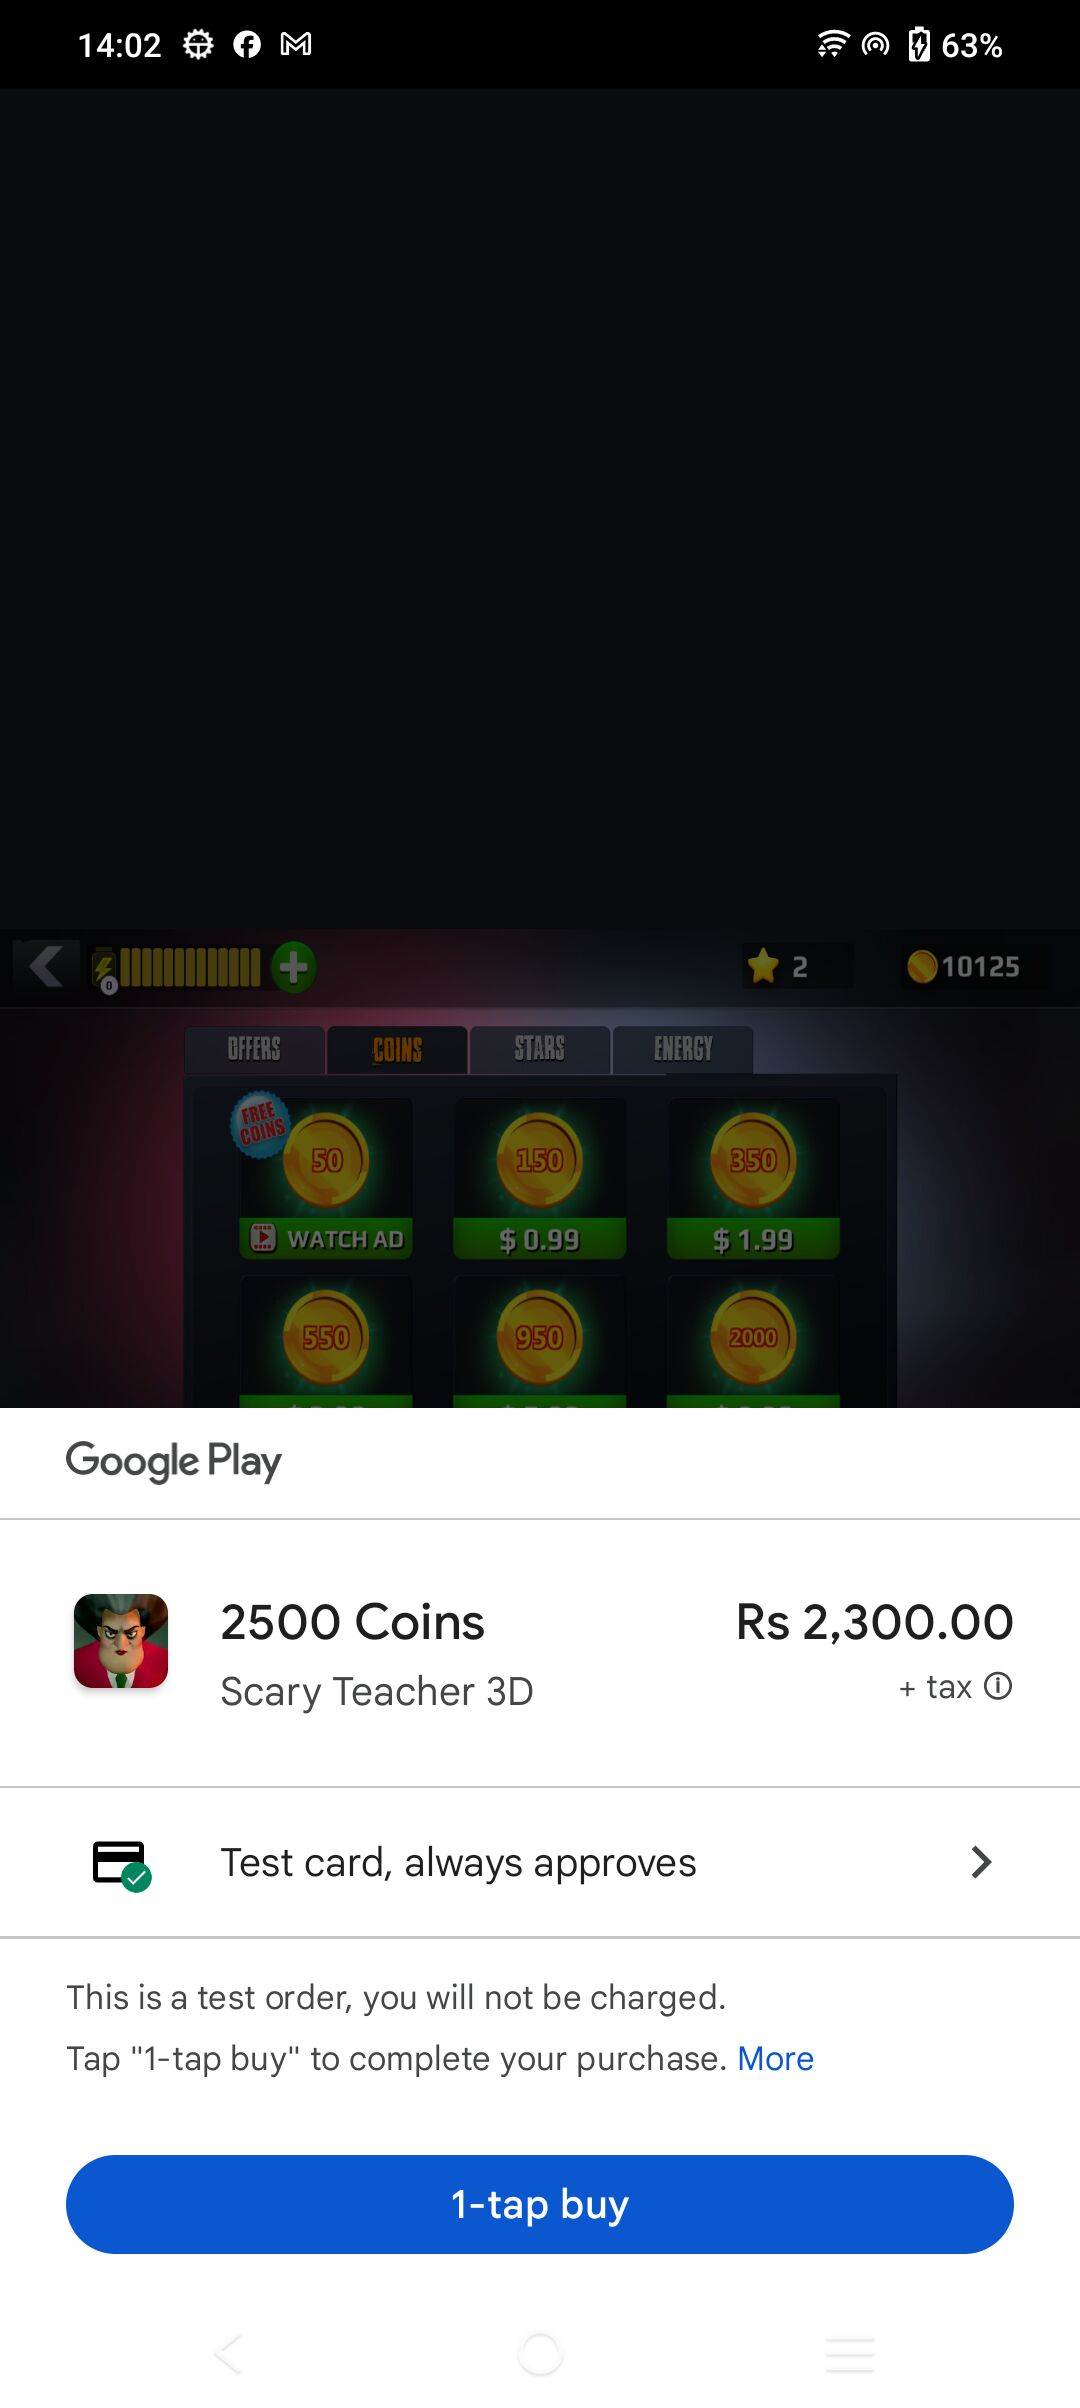 14:02
63%
0
2
10125
OFFERS
COINS
STARS
ENERGY
FREE
COINS
50
150
350
WATCH AD
$ 0.99
$ 1.99
550
950
2000
Google Play
2500 Coins
Rs 2,300.00
Scary Teacher 3D
+ tax
Test card, always approves
This is a test order, you will not be charged.
Tap "1-tap buy" to complete your purchase. More
1-tap buy